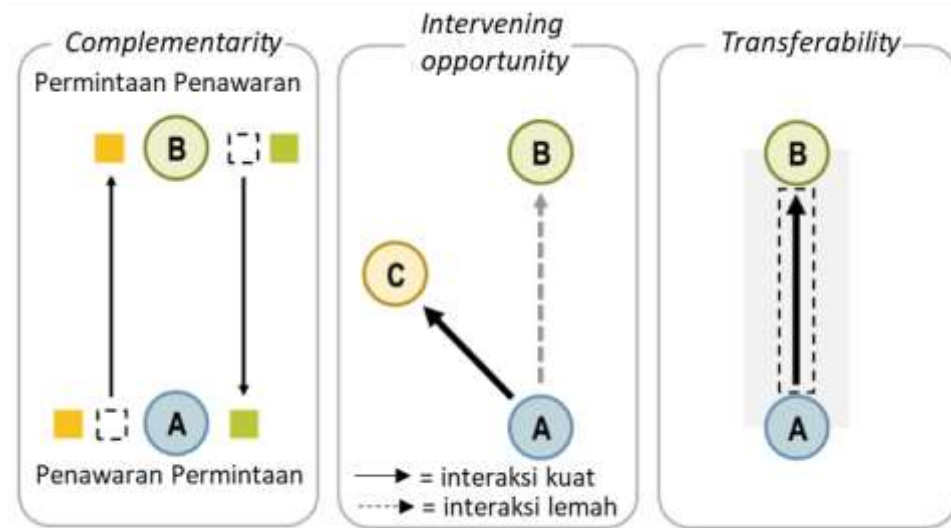 Complementarity
Permintaan Penawaran
B
A
Penawaran Permintaan
Intervening
opportunity
B
C
A
= interaksi kuat
= interaksi lemah
Transferability
B
A